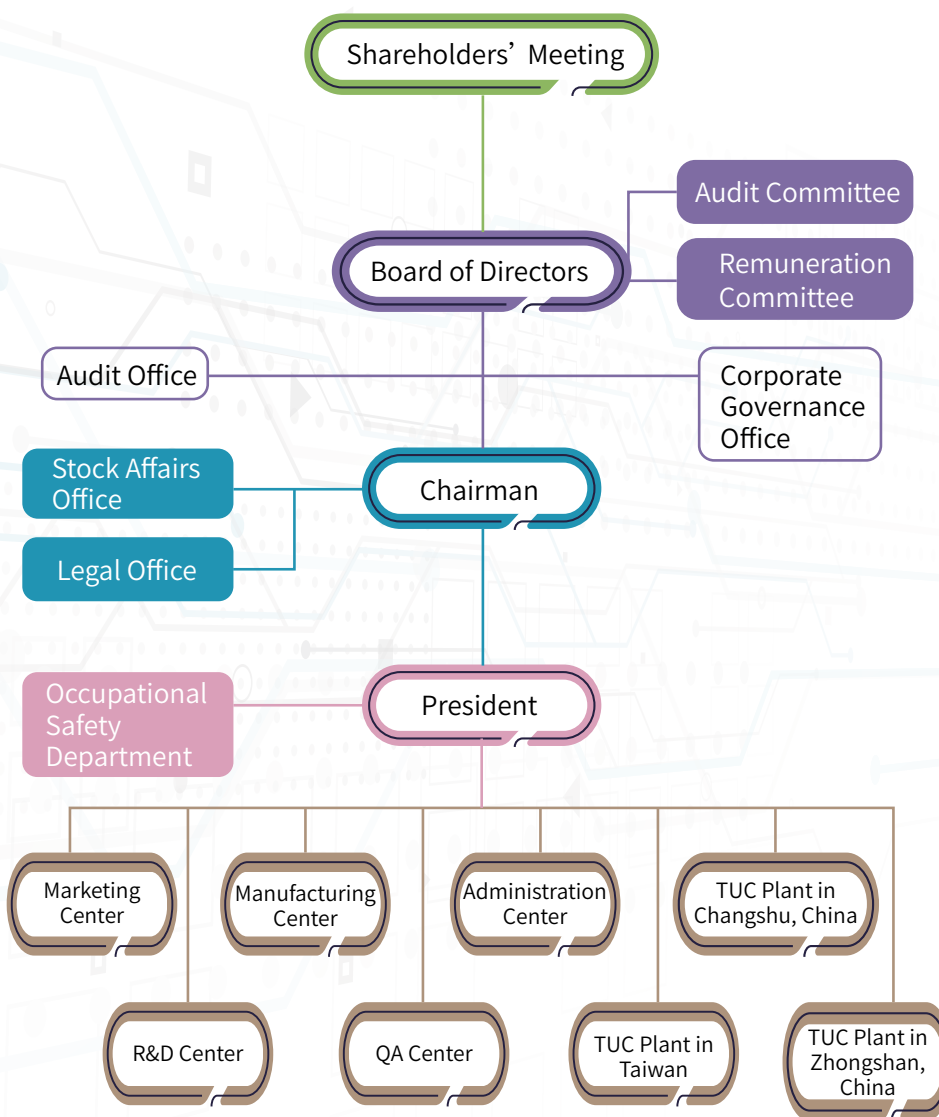 Shareholders’ Meeting
Audit Committee
Board of Directors
Remuneration
Committee
Audit Office
Corporate
Governance
Office
Stock Affairs
Office
Chairman
Legal Office
Occupational
Safety
Department
President
Marketing
Center
Manufacturing
Center
Administration
Center
TUC Plant in
Changshu, China
R&D Center
QA Center
TUC Plant in
Taiwan
TUC Plant in
Zhongshan,
China